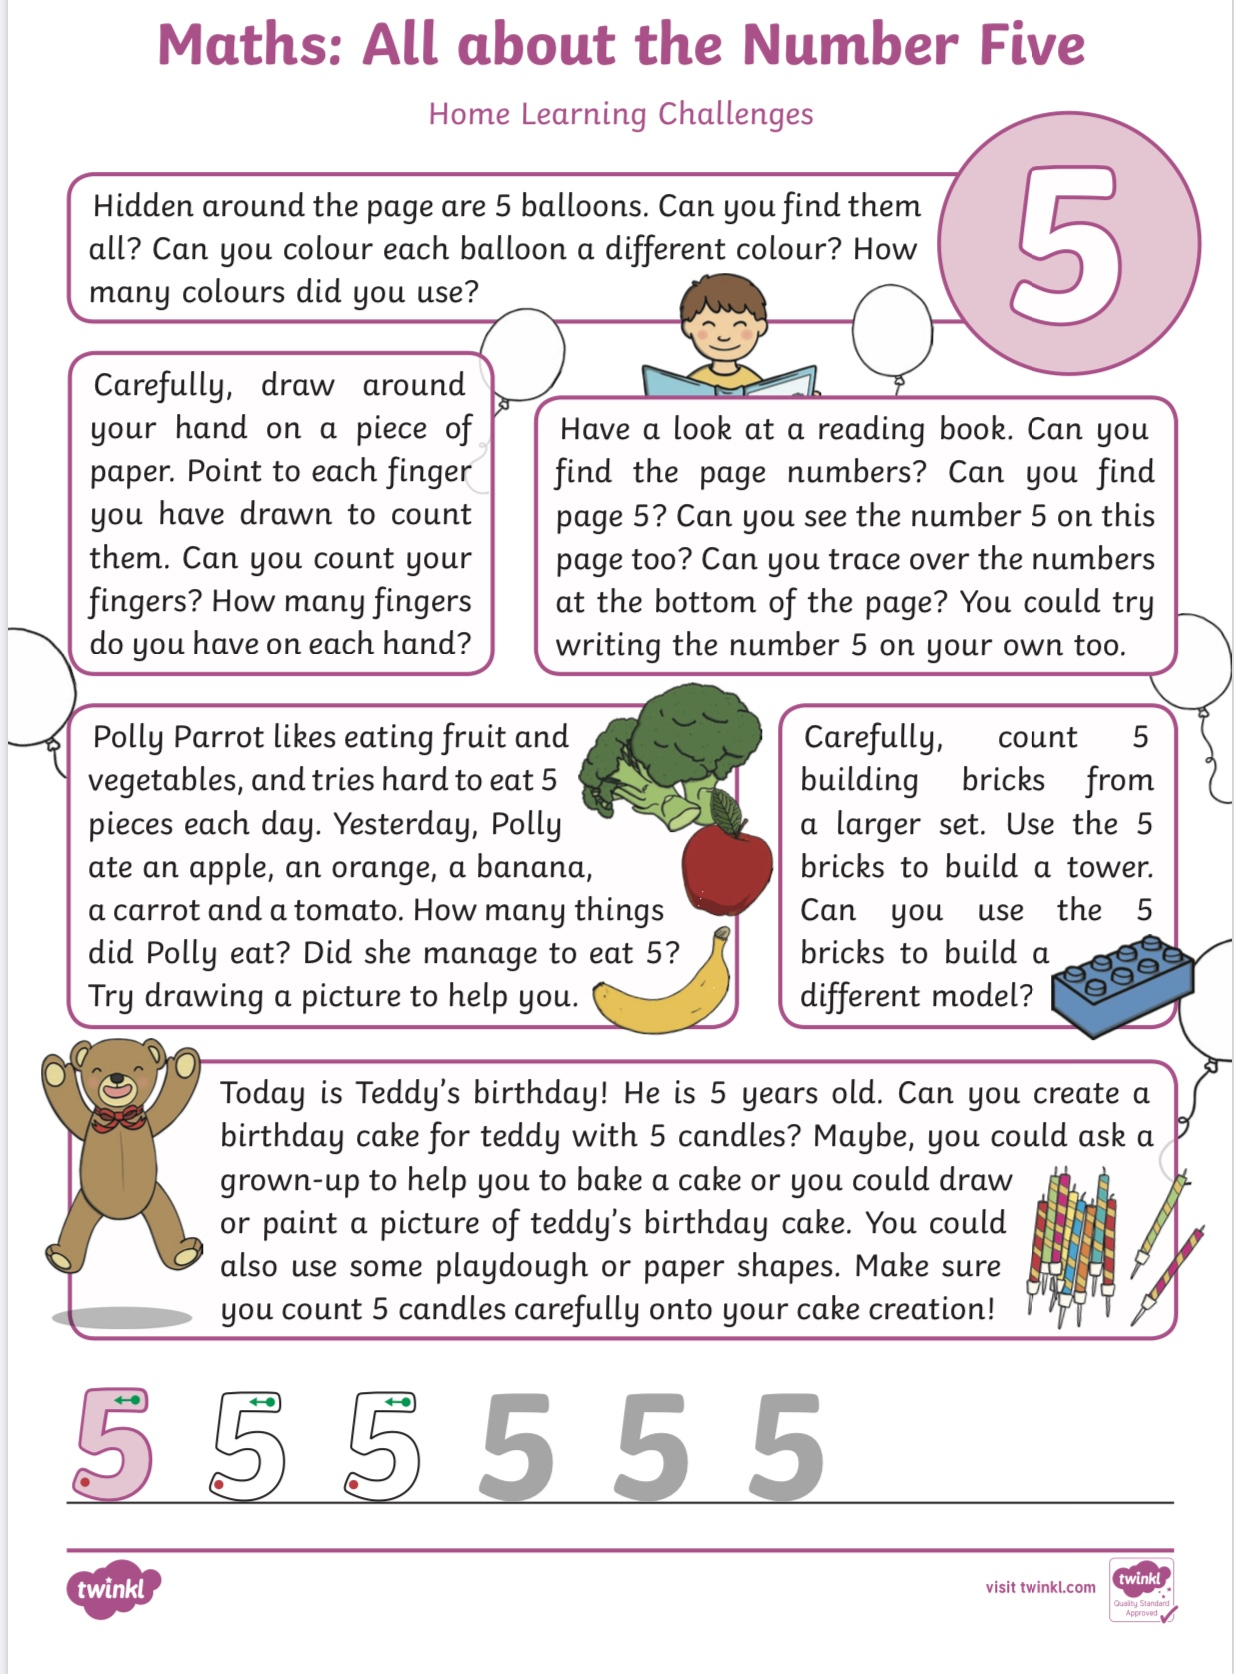 Maths: All about the Number Five
Home Learning Challenges
5
Hidden around the page are 5 balloons. Can you find them
all? Can you colour each balloon a different colour? How
many colours did you use?
Carefully, draw around
your hand on a piece of
paper. Point to each finger
you have drawn to count
them. Can you count your
fingers? How many fingers
do you have on each hand?
Have a look at a reading book. Can you
find the page numbers? Can you find
page 5? Can you see the number 5 on this
page too? Can you trace over the numbers
at the bottom of the page? You could try
writing the number 5 on your own too.
Polly Parrot likes eating fruit and
vegetables, and tries hard to eat 5
pieces each day. Yesterday, Polly
ate an apple, an orange, a banana,
a carrot and a tomato. How many things
did Polly eat? Did she manage to eat 5?
Try drawing a picture to help you.
Carefully, count 5
building bricks from
a larger set. Use the 5
bricks to build a tower.
Can you use the 5
bricks to build a
different model?
Today is Teddy's birthday! He is 5 years old. Can you create a
birthday cake for teddy with 5 candles? Maybe, you could ask a
grown-up to help you to bake a cake or you could draw
or paint a picture of teddy's birthday cake. You could
also use some playdough or paper shapes. Make sure
you count 5 candles carefully onto your cake creation!
5 5 5 5 5 5
twinkl
visit twinkl.com
twinkl
Quality Standard
Approved